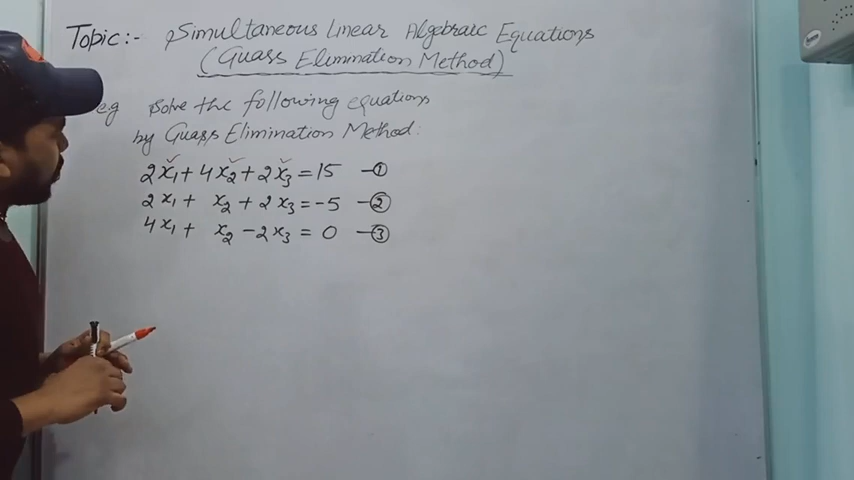 Topic:- Simultaneous Linear Algebraic Equations
(Guass Elimination Method)
e.g Solve the following equations
by Guass Elimination Method:
2x₁ + 4x₂ + 2x₃ = 15 —①
2x₁ + x₂ + 2x₃ = -5 —②
4x₁ + x₂ - 2x₃ = 0 —③